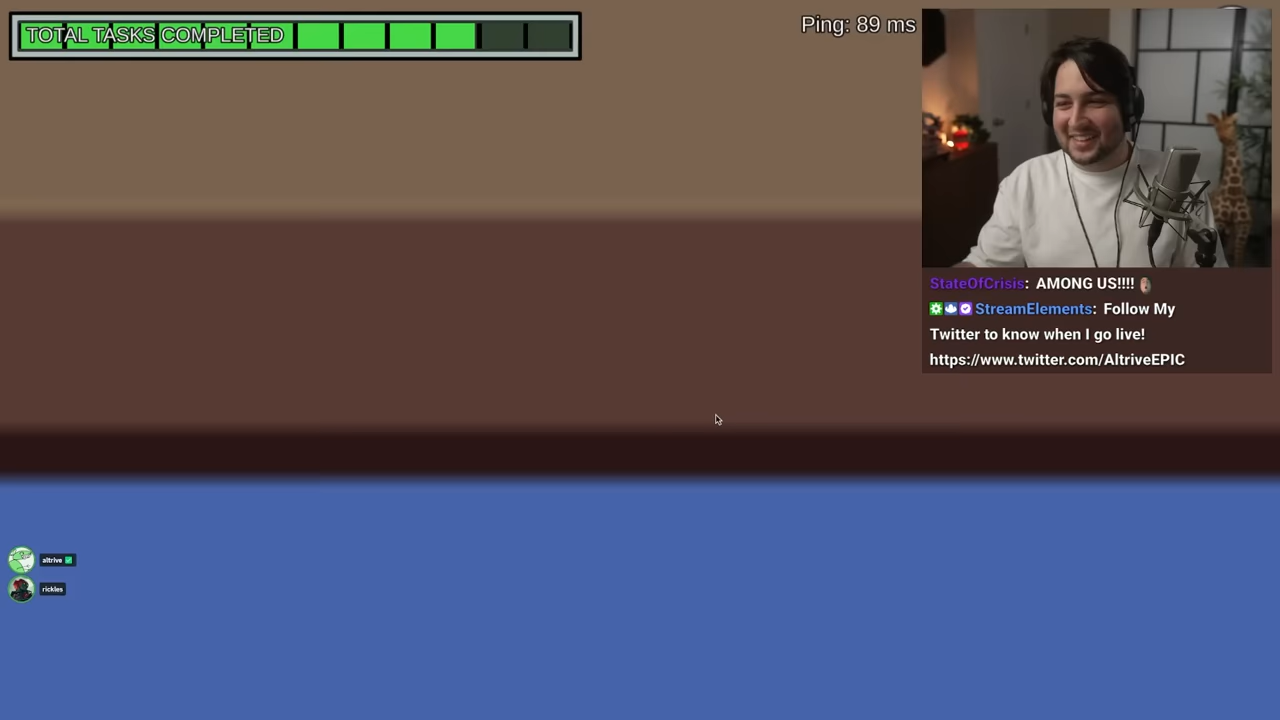 TOTAL TASKS COMPLETED
Ping: 89 ms
StateOfCrisis: AMONG US!!!!
StreamElements: Follow My
Twitter to know when I go live!
https://www.twitter.com/AltriveEPIC
altrive
rickles